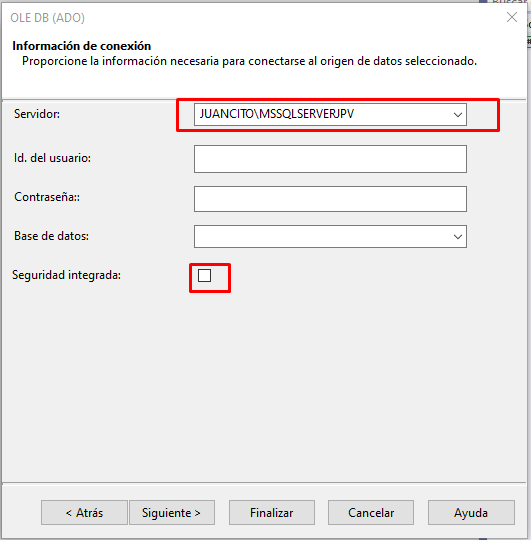 OLE DB (ADO)
Información de conexión
Proporcione la información necesaria para conectarse al origen de datos seleccionado.
Servidor: JUANCITO\MSSQLSERVERJPV
Id. del usuario:
Contraseña::
Base de datos:
Seguridad integrada:
< Atrás Siguiente > Finalizar Cancelar Ayuda